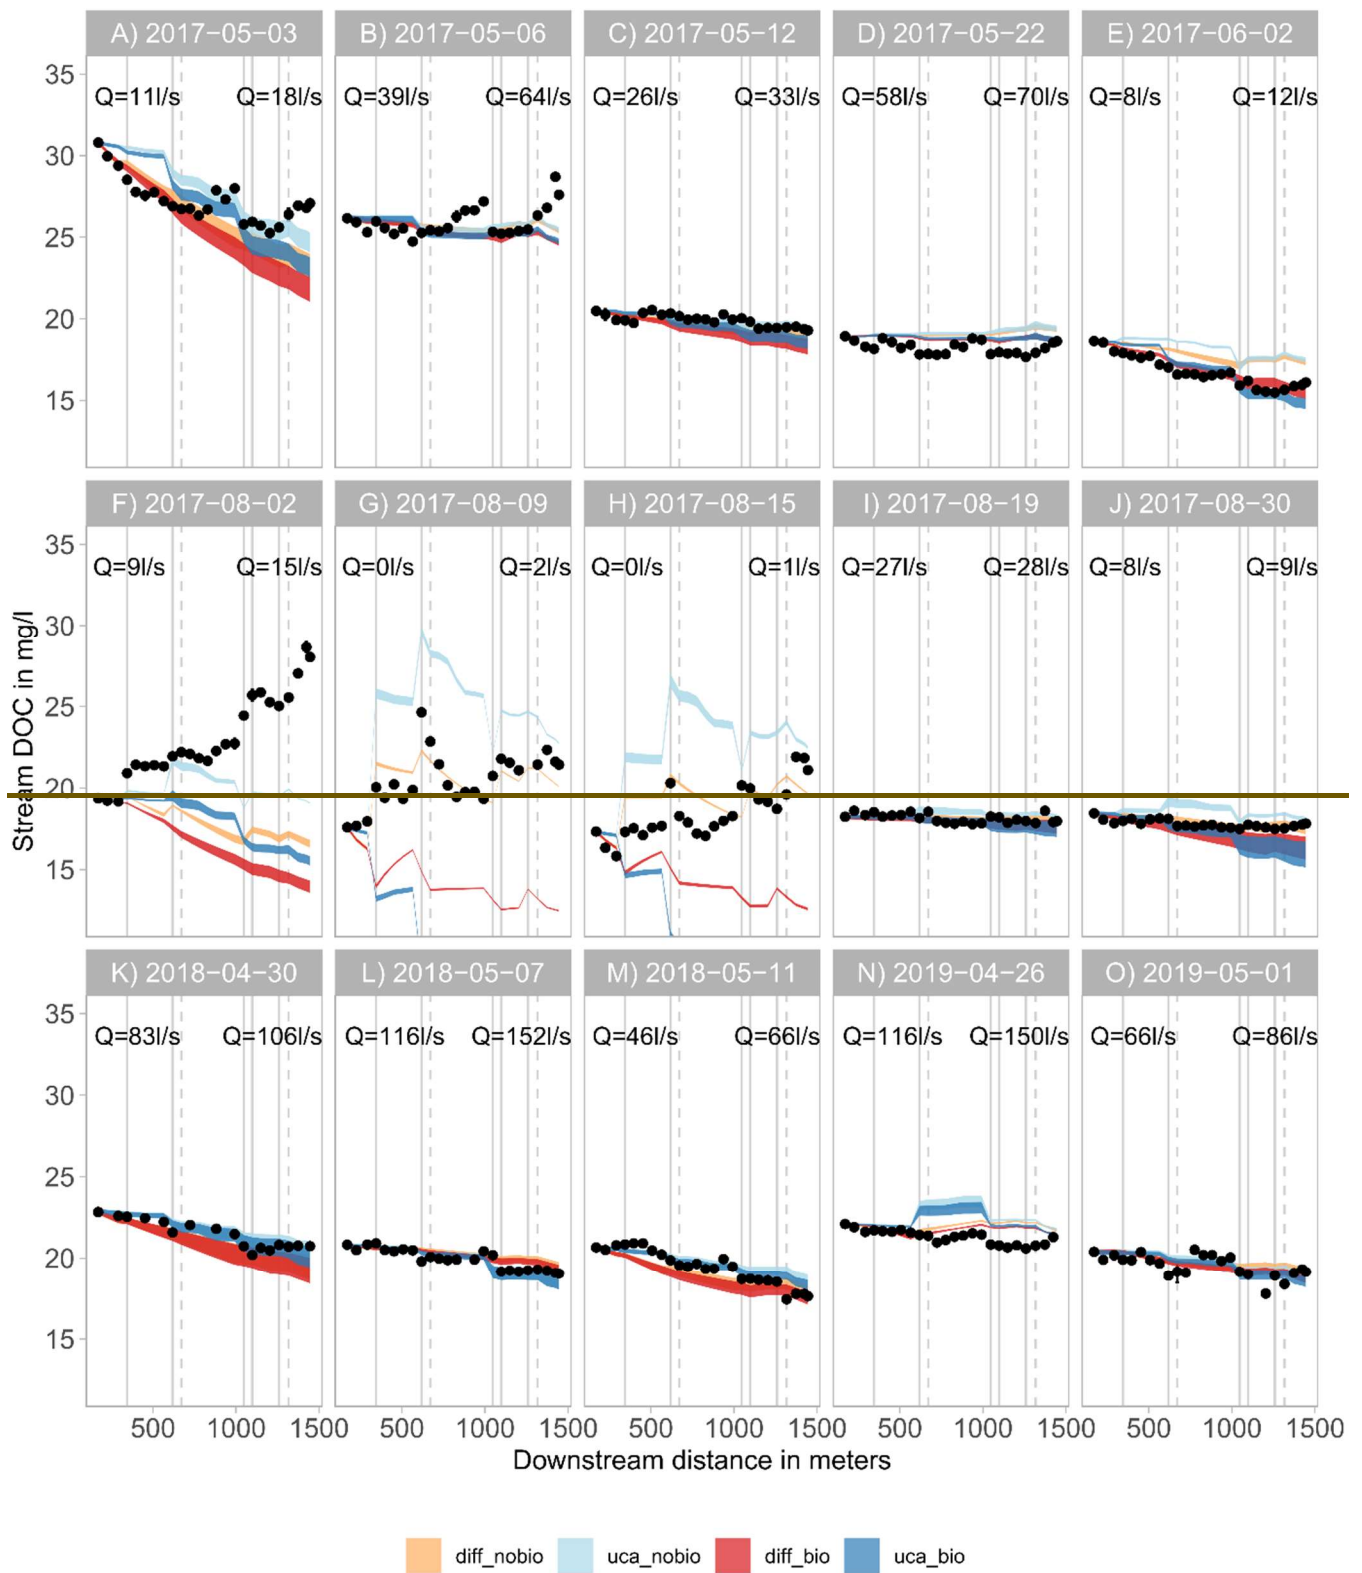 A) 2017-05-03 B) 2017-05-06 C) 2017-05-12 D) 2017-05-22 E) 2017-06-02
35
Q=11l/s Q=18l/s Q=39l/s Q=64l/s Q=26l/s Q=33l/s Q=58l/s Q=70l/s Q=8l/s Q=12l/s
30
25
20
15
F) 2017-08-02 G) 2017-08-09 H) 2017-08-15 I) 2017-08-19 J) 2017-08-30
35
Q=9l/s Q=15l/s Q=0l/s Q=2l/s Q=0l/s Q=1l/s Q=27l/s Q=28l/s Q=8l/s Q=9l/s
30
Stream DOC in mg/l
25
20
15
K) 2018-04-30 L) 2018-05-07 M) 2018-05-11 N) 2019-04-26 O) 2019-05-01
35
Q=83l/s Q=106l/s Q=116l/s Q=152l/s Q=46l/s Q=66l/s Q=116l/s Q=150l/s Q=66l/s Q=86l/s
30
25
20
15
500 1000 1500 500 1000 1500 500 1000 1500 500 1000 1500 500 1000 1500
Downstream distance in meters
diff_nobio uca_nobio diff_bio uca_bio